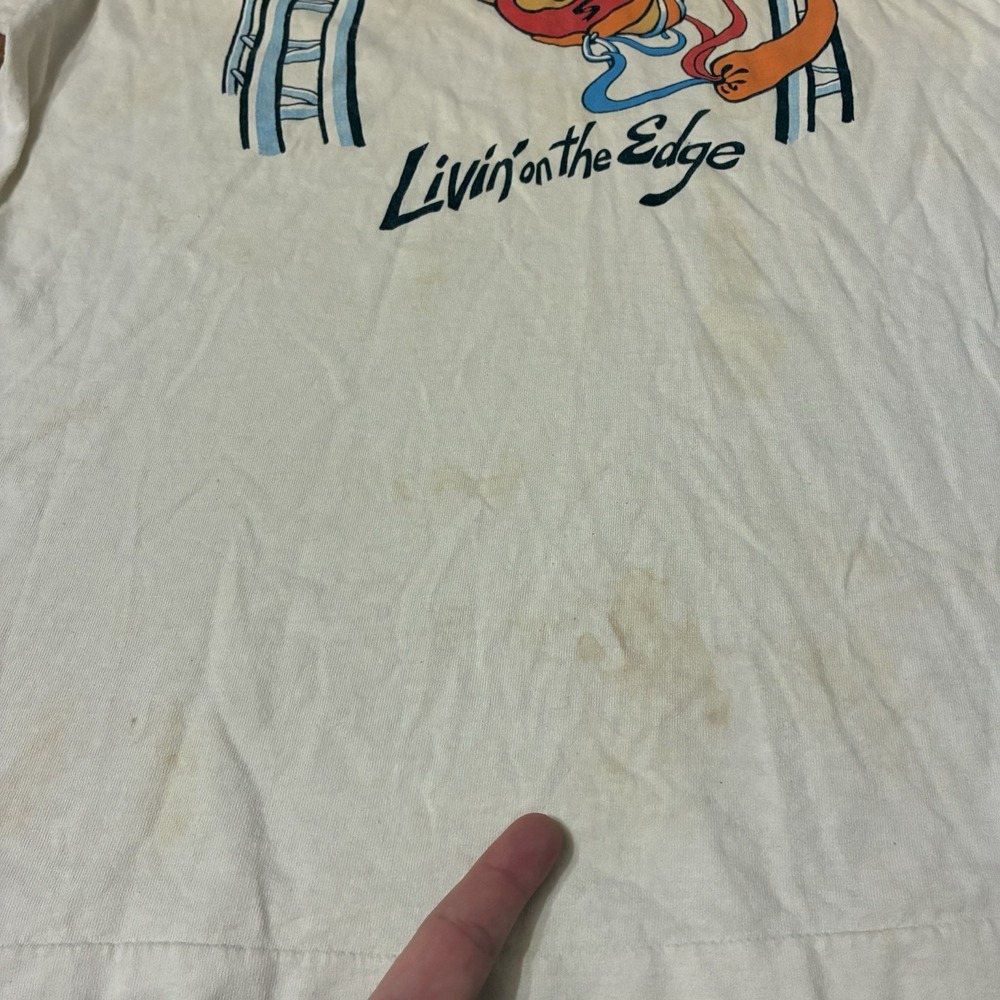 Livin' on the Edge